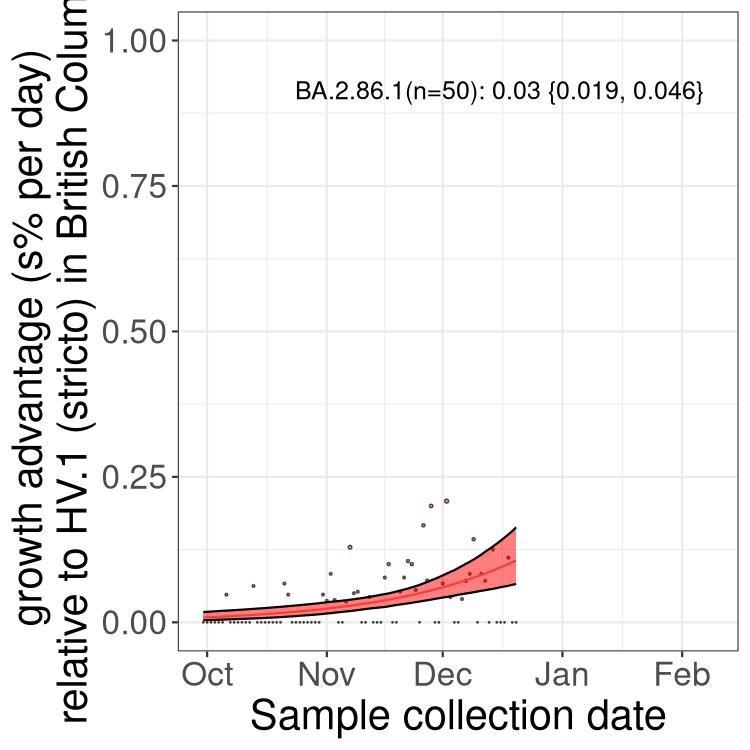 growth advantage (s% per day)
relative to HV.1 (stricto) in British Colum
1.00
0.75
0.50
0.25
0.00
BA.2.86.1(n=50): 0.03 {0.019, 0.046}
Oct Nov Dec Jan Feb
Sample collection date